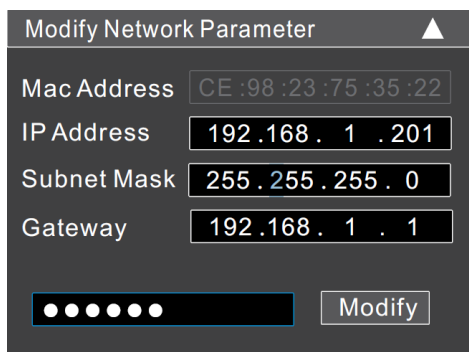 Modify Network Parameter
Mac Address CE :98 :23 :75 :35 :22
IP Address 192 .168 . 1 .201
Subnet Mask 255 . 255 . 255 . 0
Gateway 192 .168 . 1 . 1
●●●●●● Modify